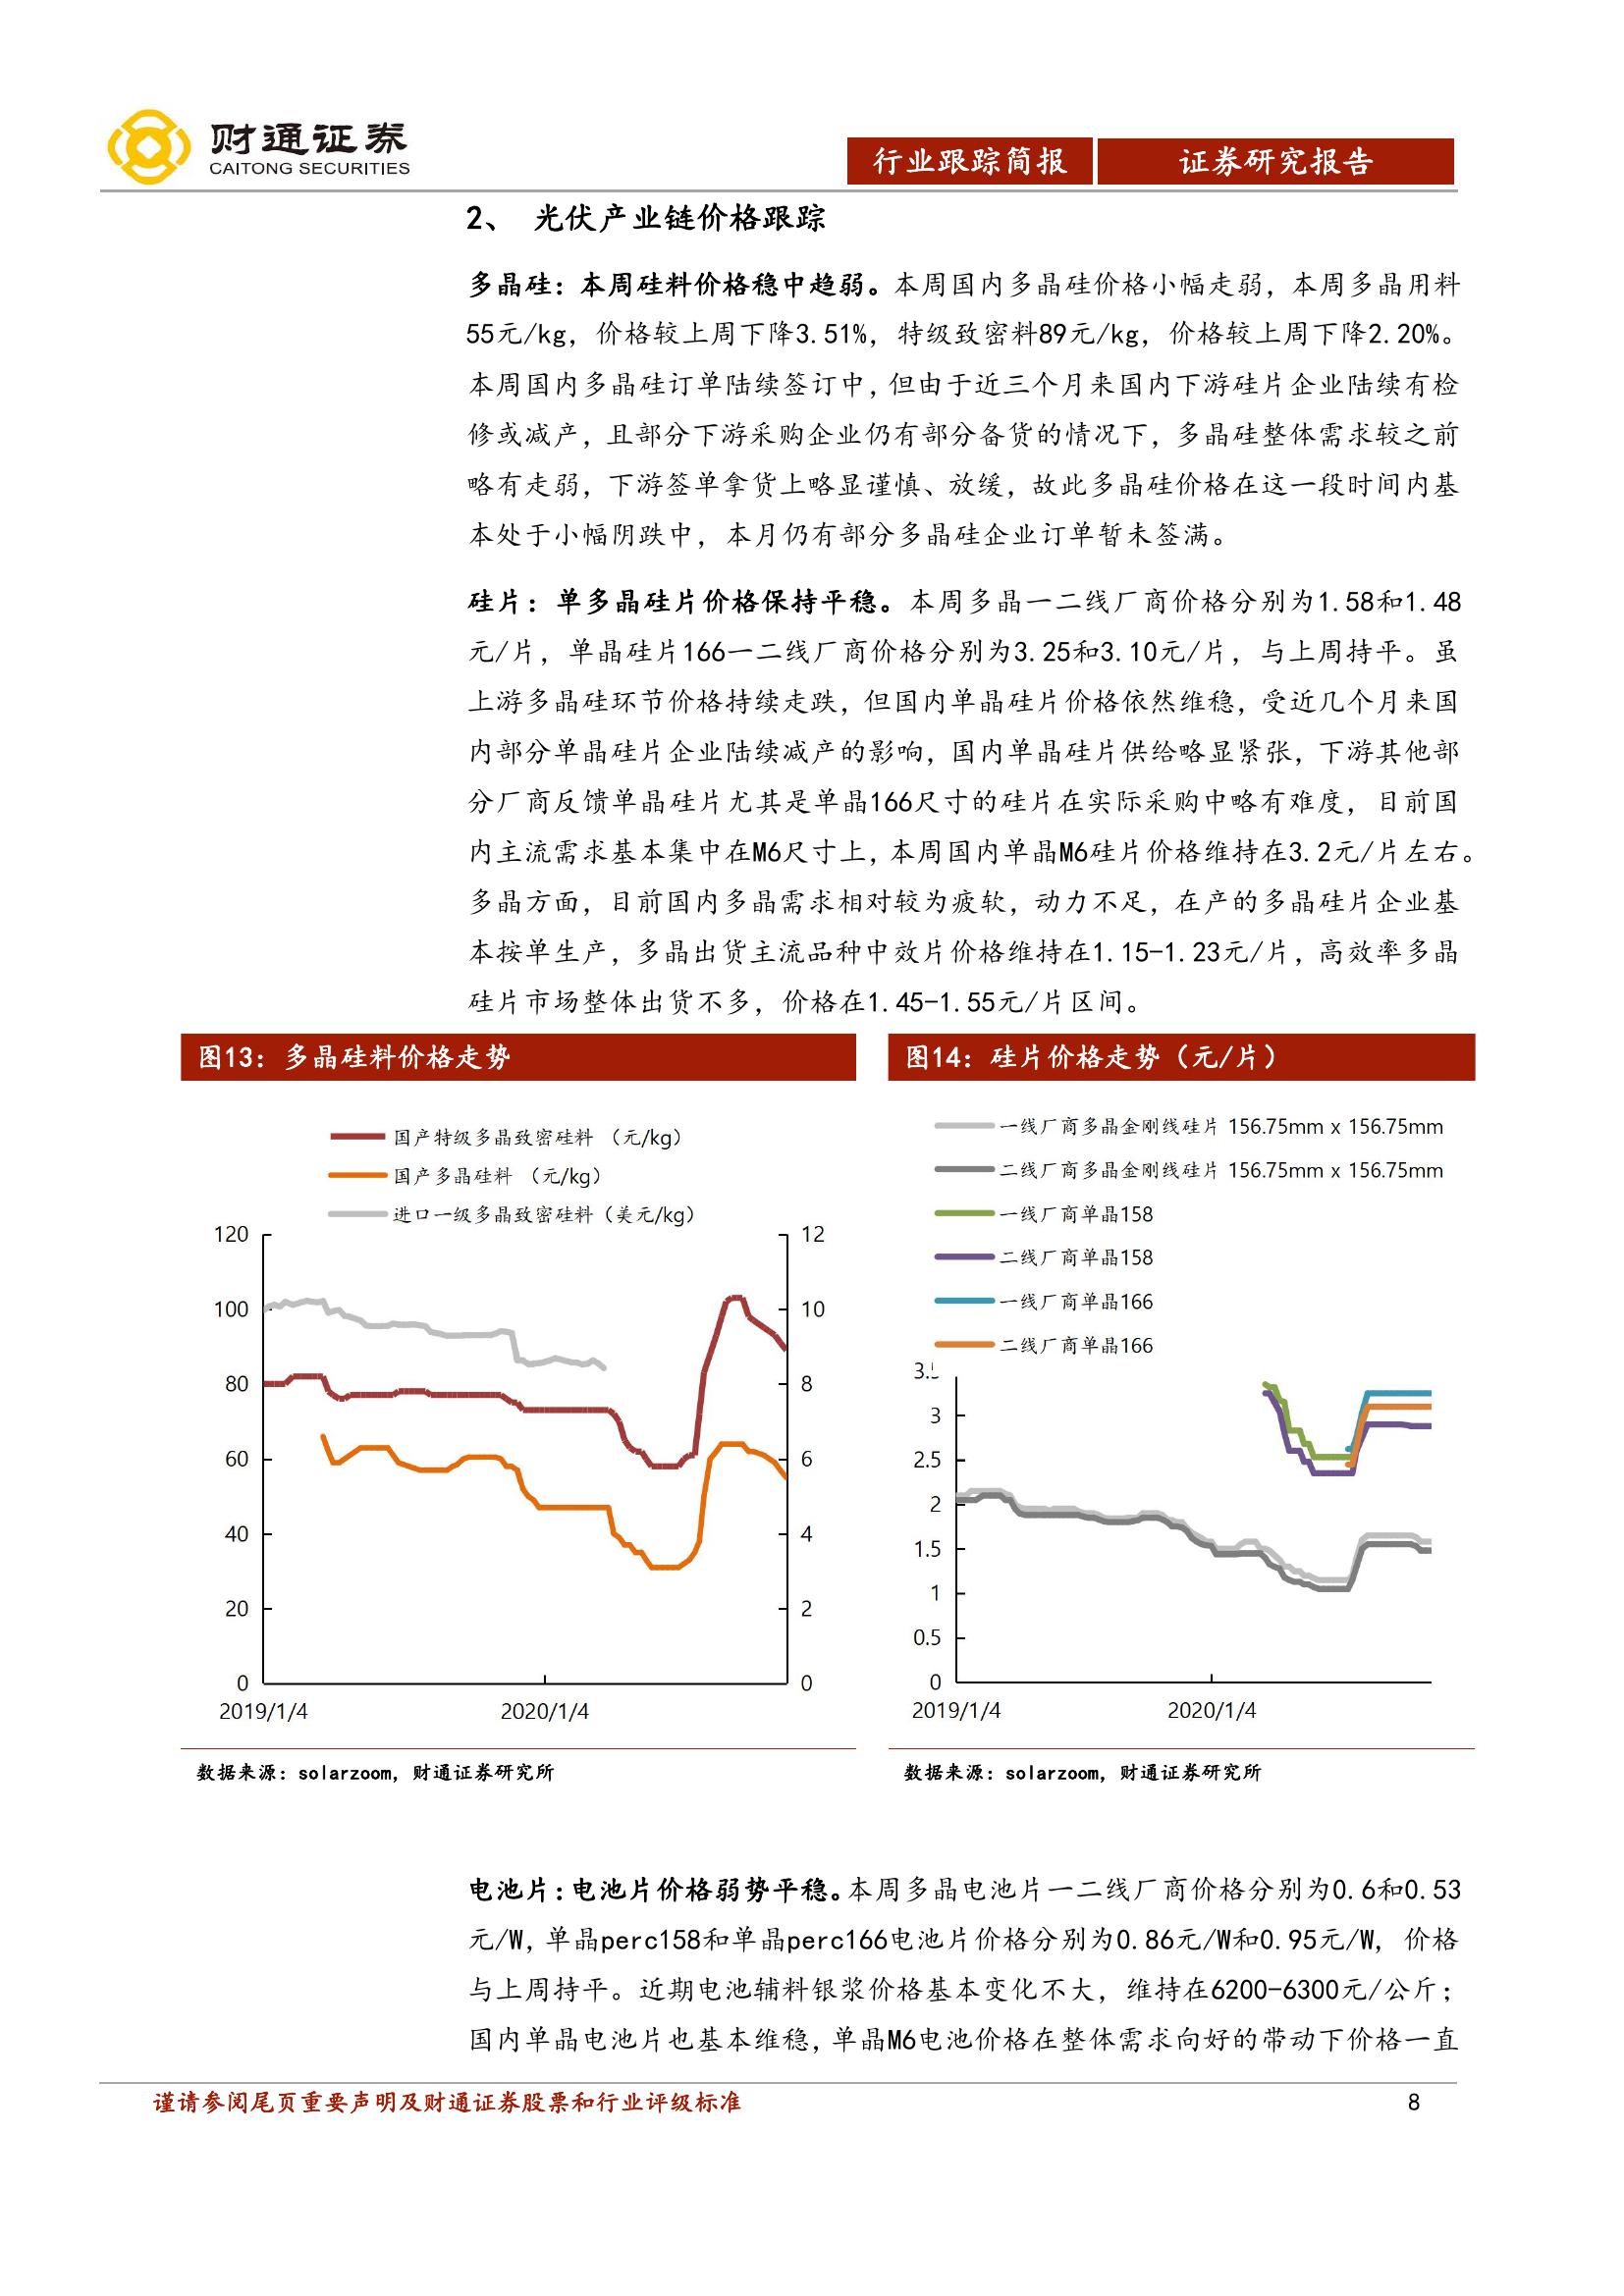 财通证券
CAITONG SECURITIES
行业跟踪简报
证券研究报告
2、 光伏产业链价格跟踪
多晶硅：本周硅料价格稳中趋弱。本周国内多晶硅价格小幅走弱，本周多晶用料
55元/kg，价格较上周下降3.51%，特级致密料89元/kg，价格较上周下降2.20%。
本周国内多晶硅订单陆续签订中，但由于近三个月来国内下游硅片企业陆续有检
修或减产，且部分下游采购企业仍有部分备货的情况下，多晶硅整体需求较之前
略有走弱，下游签单拿货上略显谨慎、放缓，故此多晶硅价格在这一段时间内基
本处于小幅阴跌中，本月仍有部分多晶硅企业订单暂未签满。
硅片：单多晶硅片价格保持平稳。本周多晶一二线厂商价格分别为1.58和1.48
元/片，单晶硅片166一二线厂商价格分别为3.25和3.10元/片，与上周持平。虽
上游多晶硅环节价格持续走跌，但国内单晶硅片价格依然维稳，受近几个月来国
内部分单晶硅片企业陆续减产的影响，国内单晶硅片供给略显紧张，下游其他部
分厂商反馈单晶硅片尤其是单晶166尺寸的硅片在实际采购中略有难度，目前国
内主流需求基本集中在M6尺寸上，本周国内单晶M6硅片价格维持在3.2元/片左右。
多晶方面，目前国内多晶需求相对较为疲软，动力不足，在产的多晶硅片企业基
本按单生产，多晶出货主流品种中效片价格维持在1.15-1.23元/片，高效率多晶
硅片市场整体出货不多，价格在1.45-1.55元/片区间。
图13：多晶硅料价格走势
国产特级多晶致密硅料 （元/kg）
国产多晶硅料 （元/kg）
进口一级多晶致密硅料（美元/kg）
120
100
80
60
40
20
0
12
10
8
6
4
2
0
2019/1/4
2020/1/4
数据来源：solarzoom，财通证券研究所
图14：硅片价格走势（元/片）
一线厂商多晶金刚线硅片 156.75mm x 156.75mm
二线厂商多晶金刚线硅片 156.75mm x 156.75mm
一线厂商单晶158
二线厂商单晶158
一线厂商单晶166
二线厂商单晶166
3.5
3
2.5
2
1.5
1
0.5
0
2019/1/4
2020/1/4
数据来源：solarzoom，财通证券研究所
电池片：电池片价格弱势平稳。本周多晶电池片一二线厂商价格分别为0.6和0.53
元/W，单晶perc158和单晶perc166电池片价格分别为0.86元/W和0.95元/W，价格
与上周持平。近期电池辅料银浆价格基本变化不大，维持在6200-6300元/公斤；
国内单晶电池片也基本维稳，单晶M6电池价格在整体需求向好的带动下价格一直
谨请参阅尾页重要声明及财通证券股票和行业评级标准
8